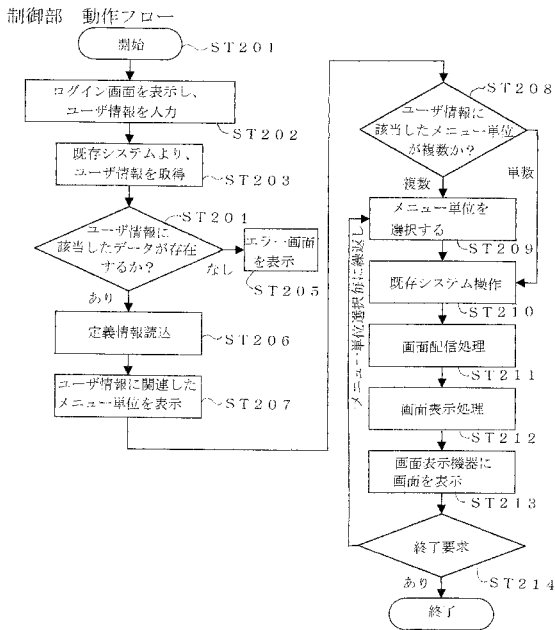 制御部 動作フロー
開始
ST201
ログイン画面を表示し、
ユーザ情報を入力
ST202
既存システムより、
ユーザ情報を取得
ST203
ST201
ユーザ情報に
該当したデータが存在
するか?
なし
エラー画面
を表示
ST205
あり
定義情報読込
ST206
ユーザ情報に関連した
メニュー単位を表示
ST207
ST208
ユーザ情報に
該当したメニュー単位
が複数か?
複数
単数
メニュー単位を
選択する
ST209
既存システム操作
ST210
画面配信処理
ST211
画面表示処理
ST212
画面表示機器に
画面を表示
ST213
終了要求
あり
ST214
終了
メニュー単位選択毎に繰返し